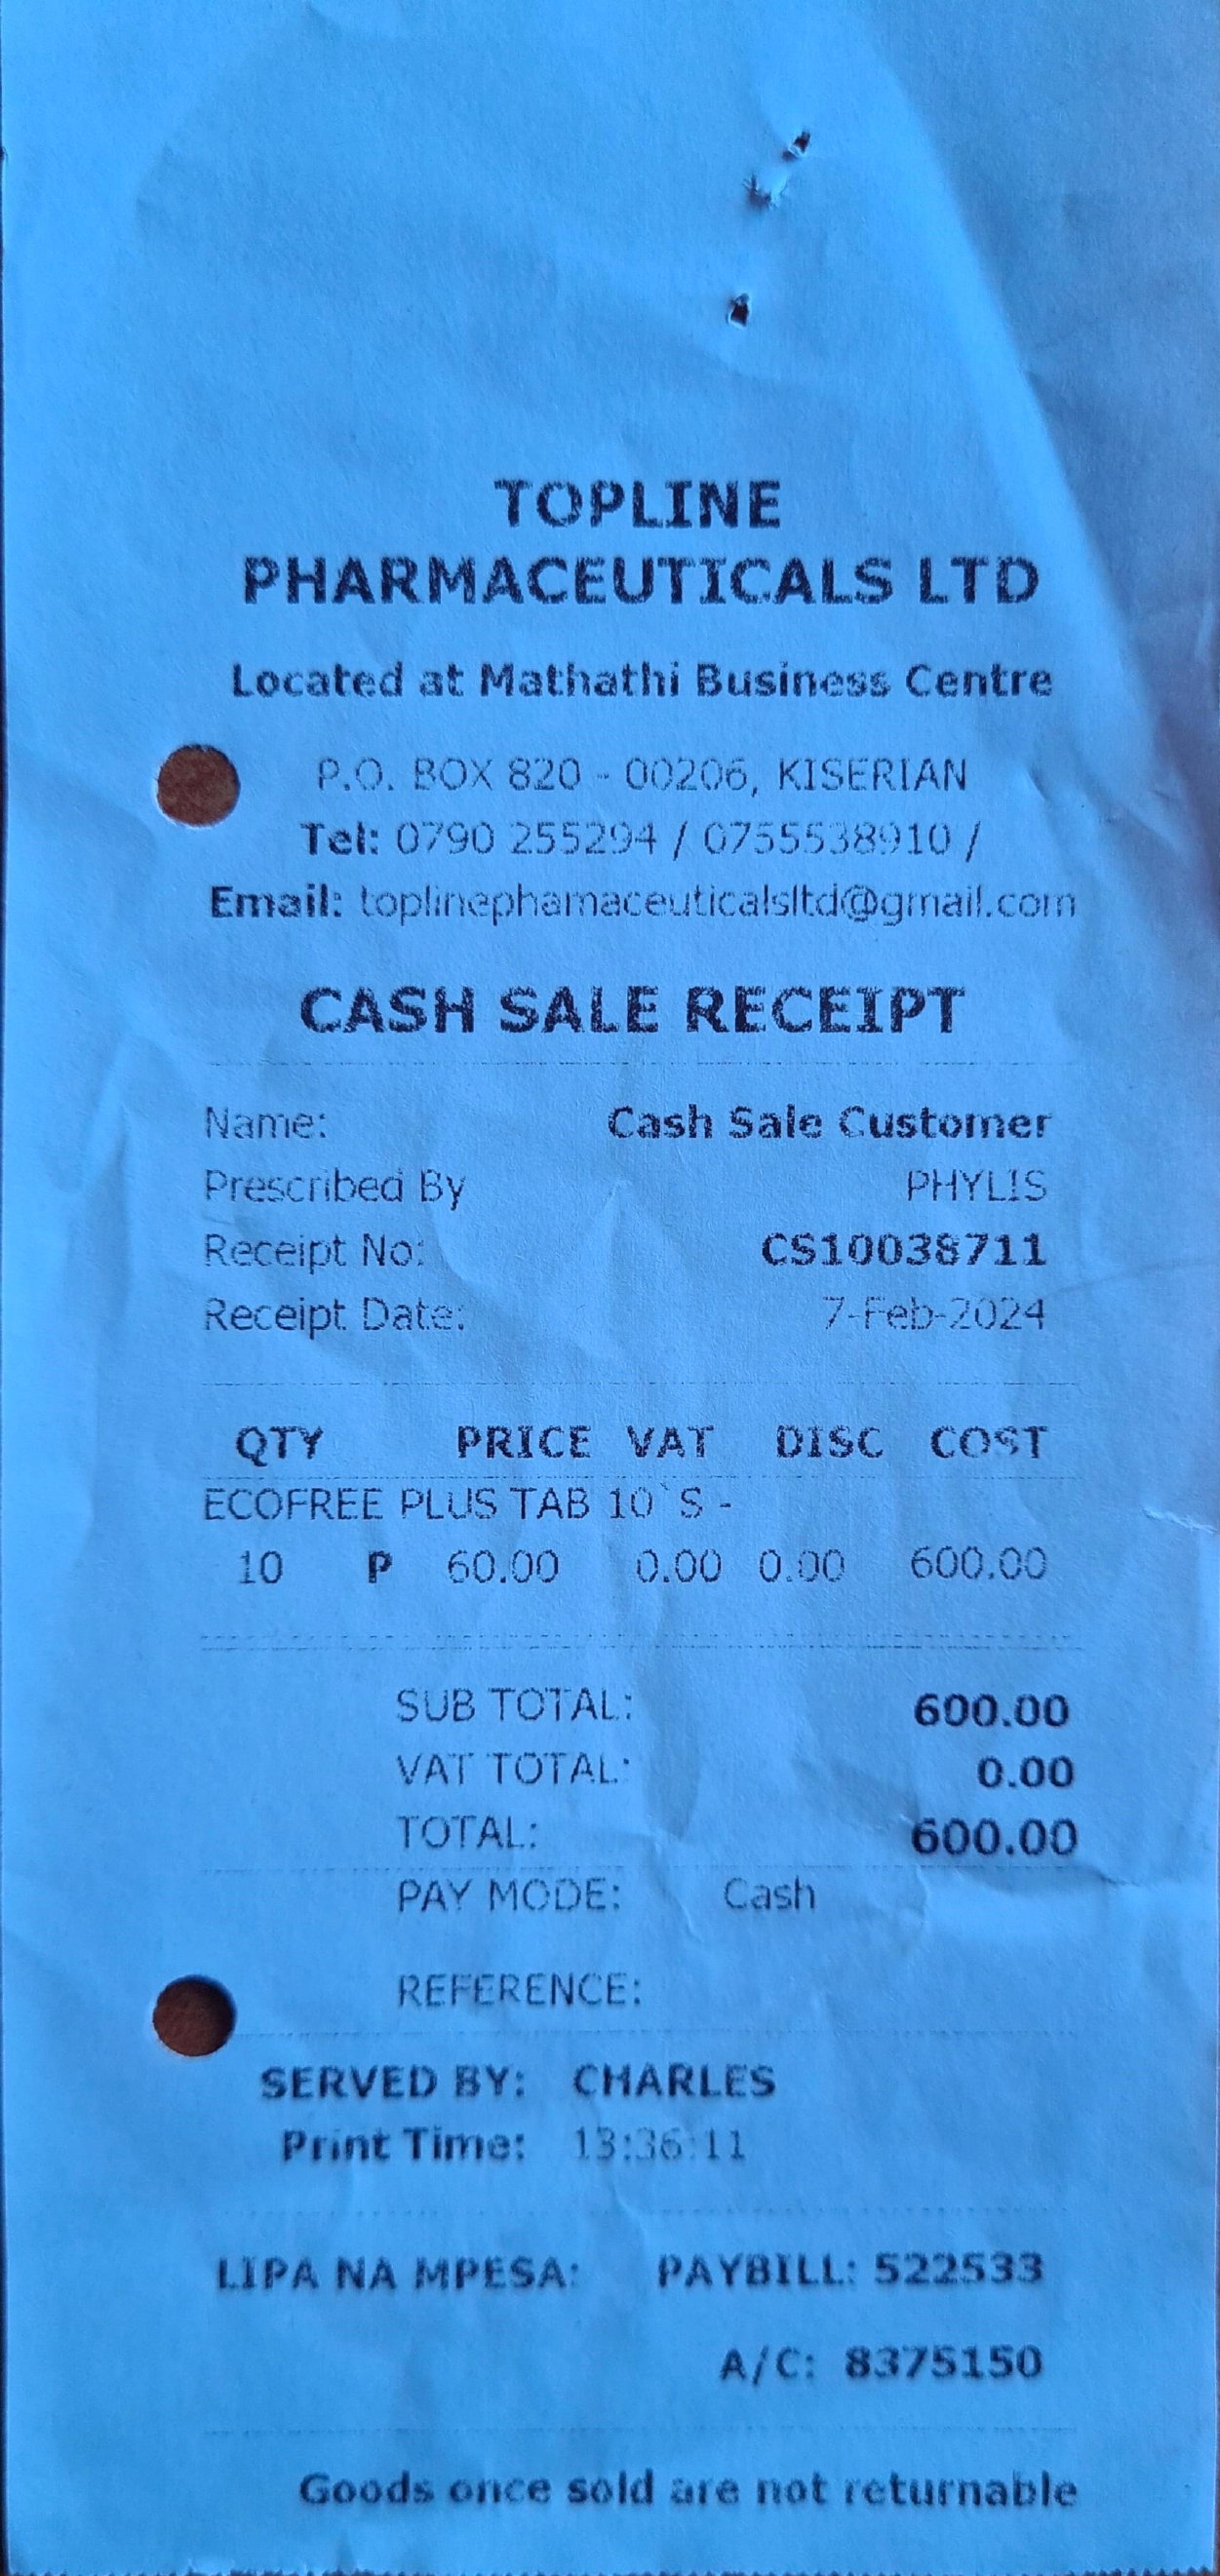 TOPLINE
PHARMACEUTICALS LTD
Located at Mathathi Business Centre
P.O. BOX 820 - 00206, KISERIAN
Tel: 0790 255294 / 0755538910 /
Email: toplinephamaceuticalsltd@gmail.com
CASH SALE RECEIPT
Name: Cash Sale Customer
Prescribed By PHYLIS
Receipt No: CS10038711
Receipt Date: 7-Feb-2024
QTY PRICE VAT DISC COST
ECOFREE PLUS TAB 10`S -
10 P 60.00 0.00 0.00 600.00
SUB TOTAL: 600.00
VAT TOTAL: 0.00
TOTAL: 600.00
PAY MODE: Cash
REFERENCE:
SERVED BY: CHARLES
Print Time: 13:36:11
LIPA NA MPESA: PAYBILL: 522533
A/C: 8375150
Goods once sold are not returnable